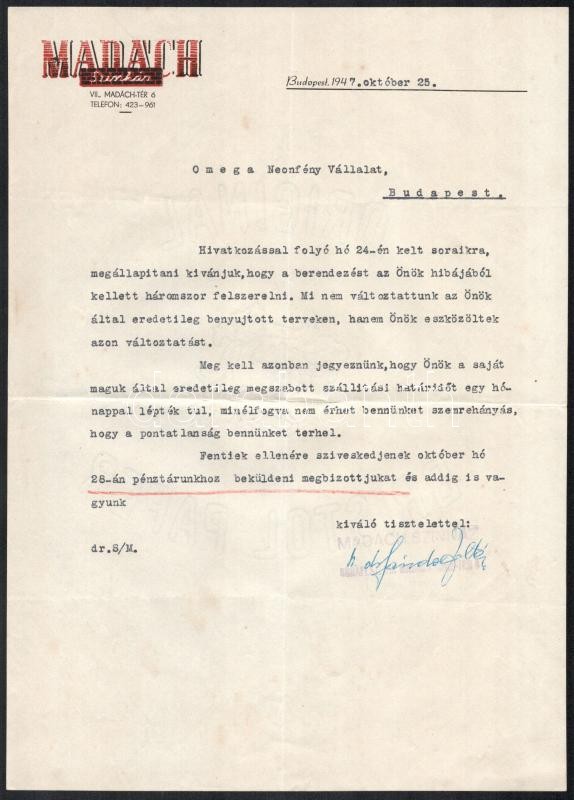 MADÁCH
Szinház
VII., MADÁCH-TÉR 6
TELEFON: 423-961
Budapest, 1947. október 25.
Omega Neonfény Vállalat,
Budapest.
Hivatkozással folyó hó 24-én kelt soraikra,
megállapitani kivánjuk, hogy a berendezést az Önök hibájából
kellett háromszor felszerelni. Mi nem változtattunk az Önök
által eredetileg benyujtott terveken, hanem Önök eszközöltek
azon változtatást.
Meg kell azonban jegyeznünk, hogy Önök a saját
maguk által eredetileg megszabott szállitási határidőt egy hó-
nappal lépték tul, minélfogva nem érhet bennünket szemrehányás,
hogy a pontatlanság bennünket terhel.
Fentiek ellenére sziveskedjenek október hó
28-án pénztárunkhoz beküldeni megbizottjukat és addig is va-
gyunk
kiváló tisztelettel:
dr.S/M.